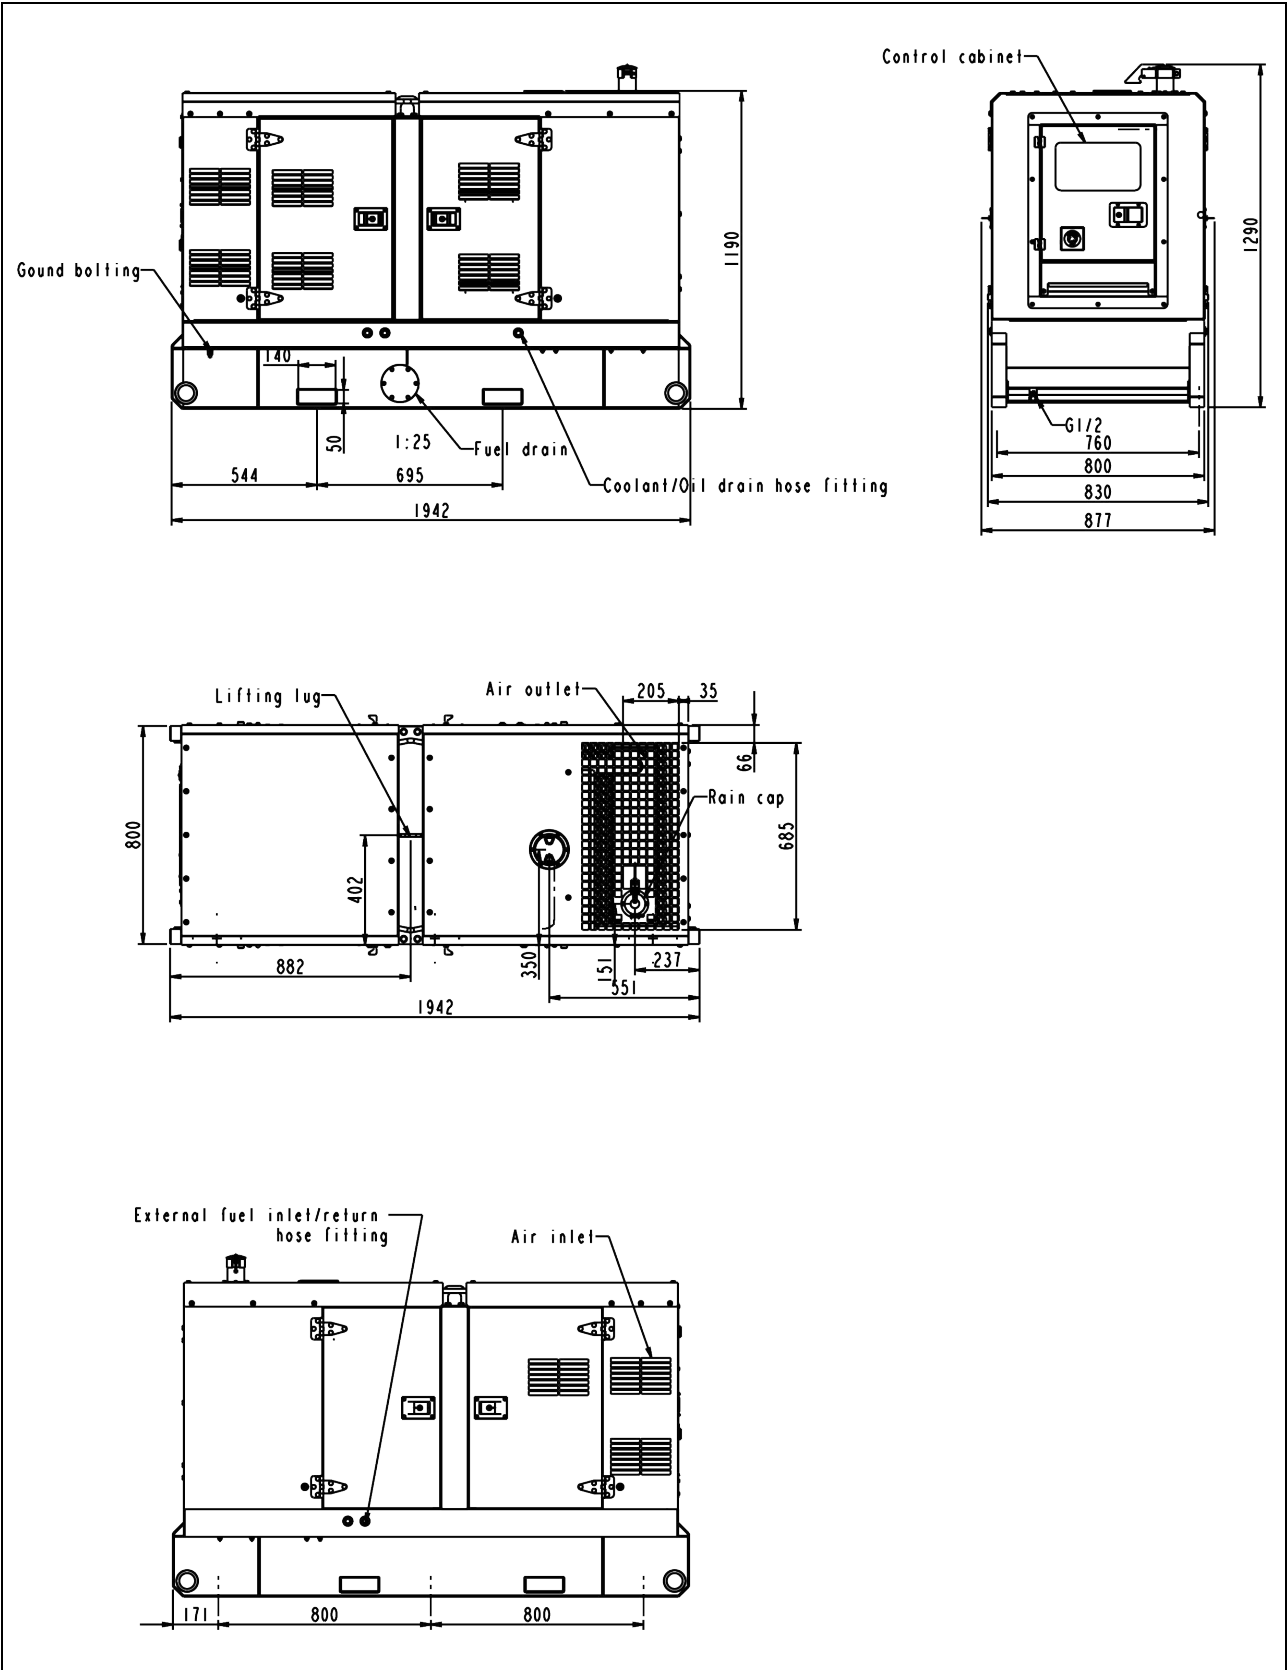 Control cabinet
1190
1290
Gound bolting
140
50
1:25
Fuel drain
G1/2
760
544
695
Coolant/Oil drain hose fitting
800
1942
830
877
Lifting lug
Air outlet
205
35
66
Rain cap
800
685
402
882
350
151
237
551
1942
External fuel inlet/return
hose fitting
Air inlet
171
800
800